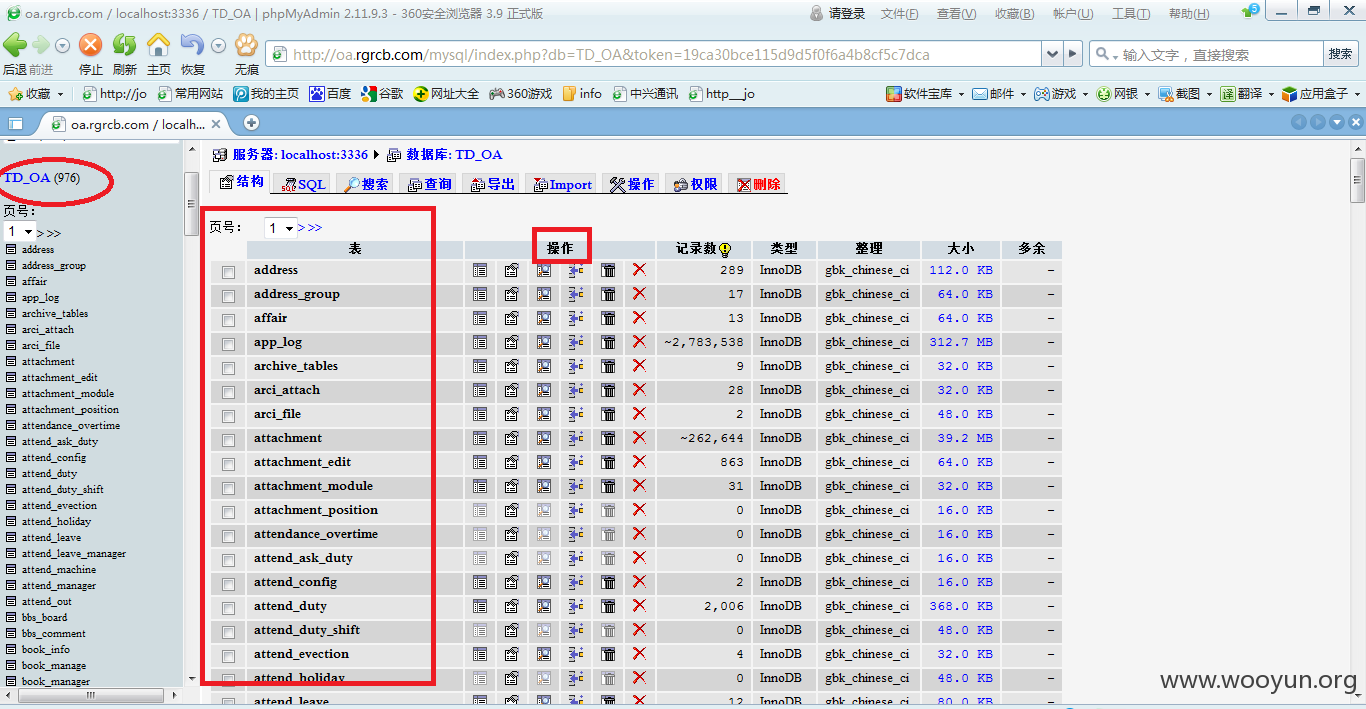 oa.rgrcb.com / localhost:3336 / TD_OA | phpMyAdmin 2.11.9.3 - 360安全浏览器 3.9 正式版
请登录 文件(F) 查看(V) 收藏(B) 帐户(U) 工具(T) 帮助(H) 5
后退 前进 停止 刷新 主页 恢复 无痕 http://oa.rgrcb.com/mysql/index.php?db=TD_OA&token=19ca30bce115d9d5f0f6a4b8cf5c7dca 输入文字，直接搜索 搜索
收藏 http://jo 常用网站 我的主页 百度 谷歌 网址大全 360游戏 info 中兴通讯 http__jo 软件宝库 邮件 游戏 网银 截图 翻译 应用盒子
oa.rgrcb.com / localh...
TD_OA (976)
页号：
1 > >>
address
address_group
affair
app_log
archive_tables
arci_attach
arci_file
attachment
attachment_edit
attachment_module
attachment_position
attendance_overtime
attend_ask_duty
attend_config
attend_duty
attend_duty_shift
attend_evection
attend_holiday
attend_leave
attend_leave_manager
attend_machine
attend_manager
attend_out
bbs_board
bbs_comment
book_info
book_manage
book_manager
服务器: localhost:3336 数据库: TD_OA
结构 SQL 搜索 查询 导出 Import 操作 权限 删除
页号： 1 > >>
表 操作 记录数 类型 整理 大小 多余
address 289 InnoDB gbk_chinese_ci 112.0 KB -
address_group 17 InnoDB gbk_chinese_ci 64.0 KB -
affair 13 InnoDB gbk_chinese_ci 64.0 KB -
app_log ~2,783,538 InnoDB gbk_chinese_ci 312.7 MB -
archive_tables 9 InnoDB gbk_chinese_ci 32.0 KB -
arci_attach 28 InnoDB gbk_chinese_ci 32.0 KB -
arci_file 2 InnoDB gbk_chinese_ci 48.0 KB -
attachment ~262,644 InnoDB gbk_chinese_ci 39.2 MB -
attachment_edit 863 InnoDB gbk_chinese_ci 64.0 KB -
attachment_module 31 InnoDB gbk_chinese_ci 32.0 KB -
attachment_position 0 InnoDB gbk_chinese_ci 16.0 KB -
attendance_overtime 0 InnoDB gbk_chinese_ci 16.0 KB -
attend_ask_duty 0 InnoDB gbk_chinese_ci 16.0 KB -
attend_config 2 InnoDB gbk_chinese_ci 16.0 KB -
attend_duty 2,006 InnoDB gbk_chinese_ci 368.0 KB -
attend_duty_shift 0 InnoDB gbk_chinese_ci 48.0 KB -
attend_evection 4 InnoDB gbk_chinese_ci 32.0 KB -
attend_holiday 0 InnoDB gbk_chinese_ci 48.0 KB -
attend_leave 12 InnoDB gbk_chinese_ci 80.0 KB -
www.wooyun.org